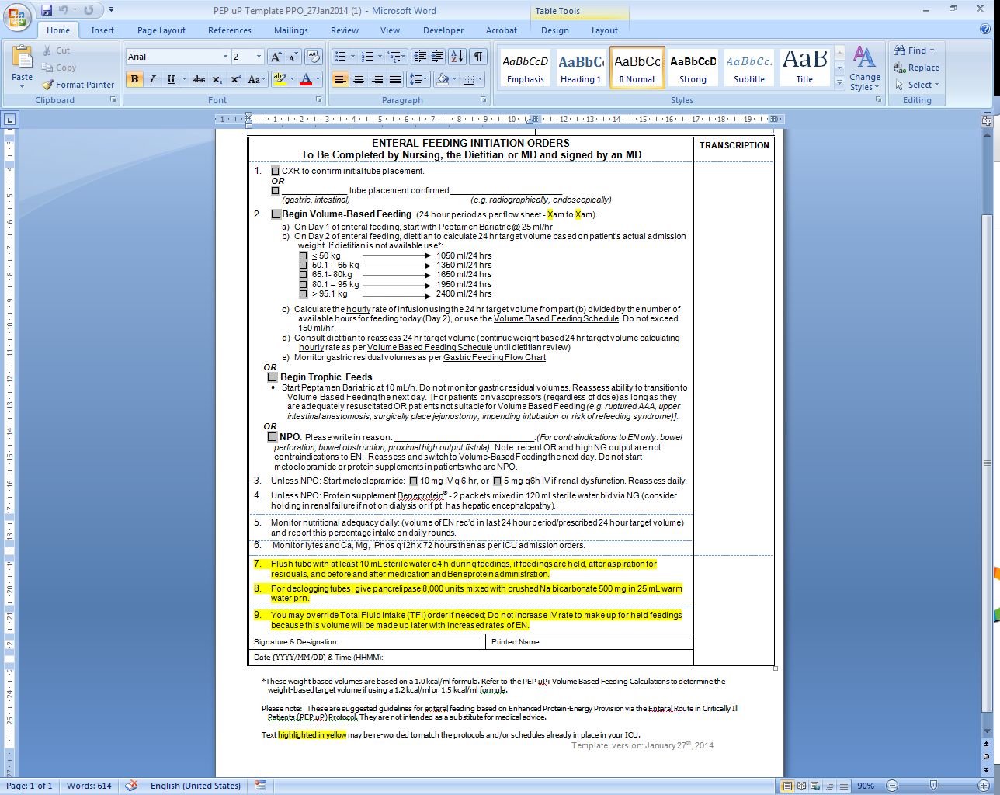 PEP uP Template PPO_27Jan2014 (1) - Microsoft Word
Table Tools
Home Insert Page Layout References Mailings Review View Developer Acrobat Design Layout
Paste
Cut
Copy
Format Painter
Clipboard
Arial 2
B I U abc X₂ X² Aa
Font
Paragraph
AaBbCcD AaBbCc AaBbCc AaBbCcD AaBbCc. AaB
Emphasis Heading 1 ¶ Normal Strong Subtitle Title
Change Styles
Styles
Find
Replace
Select
Editing
ENTERAL FEEDING INITIATION ORDERS
To Be Completed by Nursing, the Dietitian or MD and signed by an MD
TRANSCRIPTION
1. CXR to confirm initial tube placement.
OR
______________ tube placement confirmed ________________________.
(gastric, intestinal) (e.g. radiographically, endoscopically)
2. Begin Volume-Based Feeding. (24 hour period as per flow sheet - Xam to Xam).
a) On Day 1 of enteral feeding, start with Peptamen Bariatric @ 25 ml/hr
b) On Day 2 of enteral feeding, dietitian to calculate 24 hr target volume based on patient's actual admission
weight. If dietitian is not available use*:
≤ 50 kg 1050 ml/24 hrs
50.1 – 65 kg 1350 ml/24 hrs
65.1- 80kg 1650 ml/24 hrs
80.1 – 95 kg 1950 ml/24 hrs
> 95.1 kg 2400 ml/24 hrs
c) Calculate the hourly rate of infusion using the 24 hr target volume from part (b) divided by the number of
available hours for feeding today (Day 2), or use the Volume Based Feeding Schedule. Do not exceed
150 ml/hr.
d) Consult dietitian to reassess 24 hr target volume (continue weight based 24 hr target volume calculating
hourly rate as per Volume Based Feeding Schedule until dietitian review)
e) Monitor gastric residual volumes as per Gastric Feeding Flow Chart
OR
Begin Trophic Feeds
• Start Peptamen Bariatric at 10 mL/h. Do not monitor gastric residual volumes. Reassess ability to transition to
Volume-Based Feeding the next day. [For patients on vasopressors (regardless of dose) as long as they
are adequately resuscitated OR patients not suitable for Volume Based Feeding (e.g. ruptured AAA, upper
intestinal anastomosis, surgically place jejunostomy, impending intubation or risk of refeeding syndrome)].
OR
NPO. Please write in reason: ______________________________.(For contraindications to EN only: bowel
perforation, bowel obstruction, proximal high output fistula). Note: recent OR and high NG output are not
contraindications to EN. Reassess and switch to Volume-Based Feeding the next day. Do not start
metoclopramide or protein supplements in patients who are NPO.
3. Unless NPO: Start metoclopramide: 10 mg IV q 6 hr, or 5 mg q6h IV if renal dysfunction. Reassess daily.
4. Unless NPO: Protein supplement Beneprotein® - 2 packets mixed in 120 ml sterile water bid via NG (consider
holding in renal failure if not on dialysis or if pt. has hepatic encephalopathy).
5. Monitor nutritional adequacy daily: (volume of EN rec'd in last 24 hour period/prescribed 24 hour target volume)
and report this percentage intake on daily rounds.
6. Monitor lytes and Ca, Mg, Phos q12h x 72 hours then as per ICU admission orders.
7. Flush tube with at least 10 mL sterile water q4 h during feedings, if feedings are held, after aspiration for
residuals, and before and after medication and Beneprotein administration.
8. For declogging tubes, give pancrelipase 8,000 units mixed with crushed Na bicarbonate 500 mg in 25 mL warm
water prn.
9. You may override Total Fluid Intake (TFI) order if needed; Do not increase IV rate to make up for held feedings
because this volume will be made up later with increased rates of EN.
Signature & Designation: Printed Name:
Date (YYYY/MM/DD) & Time (HHMM):
*These weight based volumes are based on a 1.0 kcal/ml formula. Refer to the PEP uP: Volume Based Feeding Calculations to determine the
weight-based target volume if using a 1.2 kcal/ml or 1.5 kcal/ml formula.
Please note: These are suggested guidelines for enteral feeding based on Enhanced Protein-Energy Provision via the Enteral Route in Critically Ill
Patients (PEP uP) Protocol. They are not intended as a substitute for medical advice.
Text highlighted in yellow may be re-worded to match the protocols and/or schedules already in place in your ICU.
Template, version: January 27th, 2014
Page: 1 of 1 Words: 614 English (United States) 90%